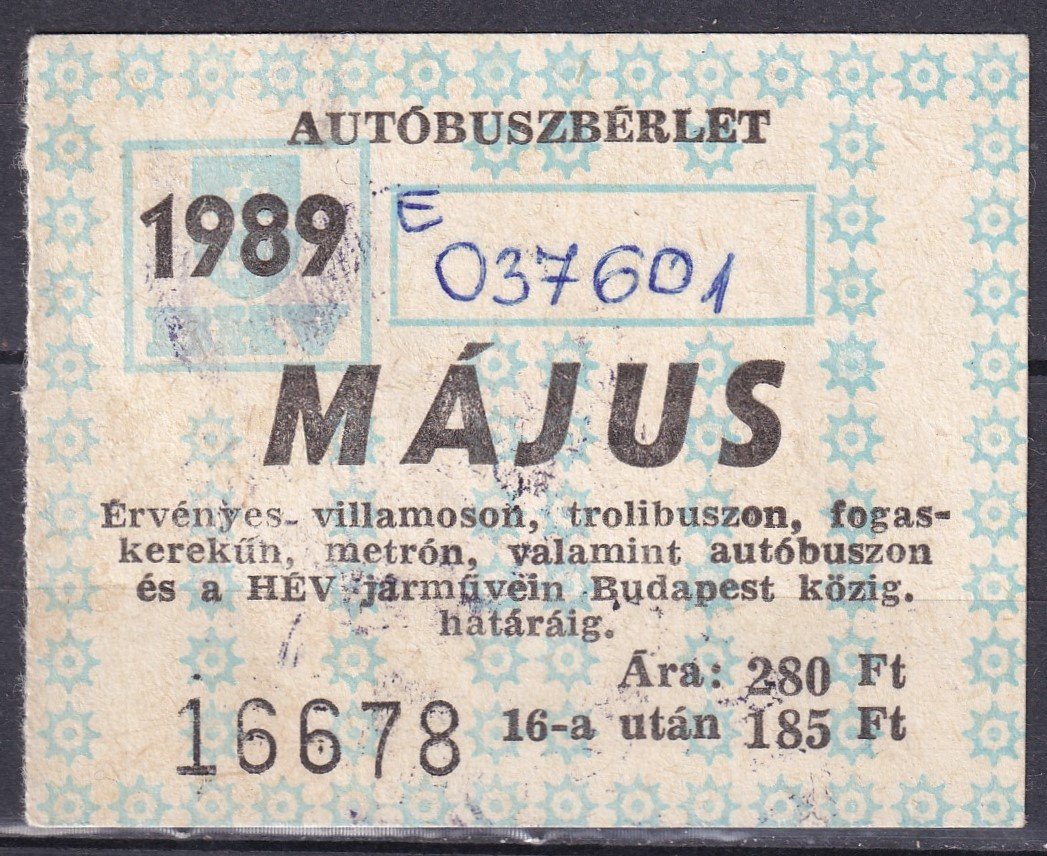 AUTÓBUSZBÉRLET
1989
E
037601
MÁJUS
Érvényes villamoson, trolibuszon, fogas-
kerekűn, metrón, valamint autóbuszon
és a HÉV járművein Budapest közig.
határáig.
Ára: 280 Ft
16678
16-a után 185 Ft